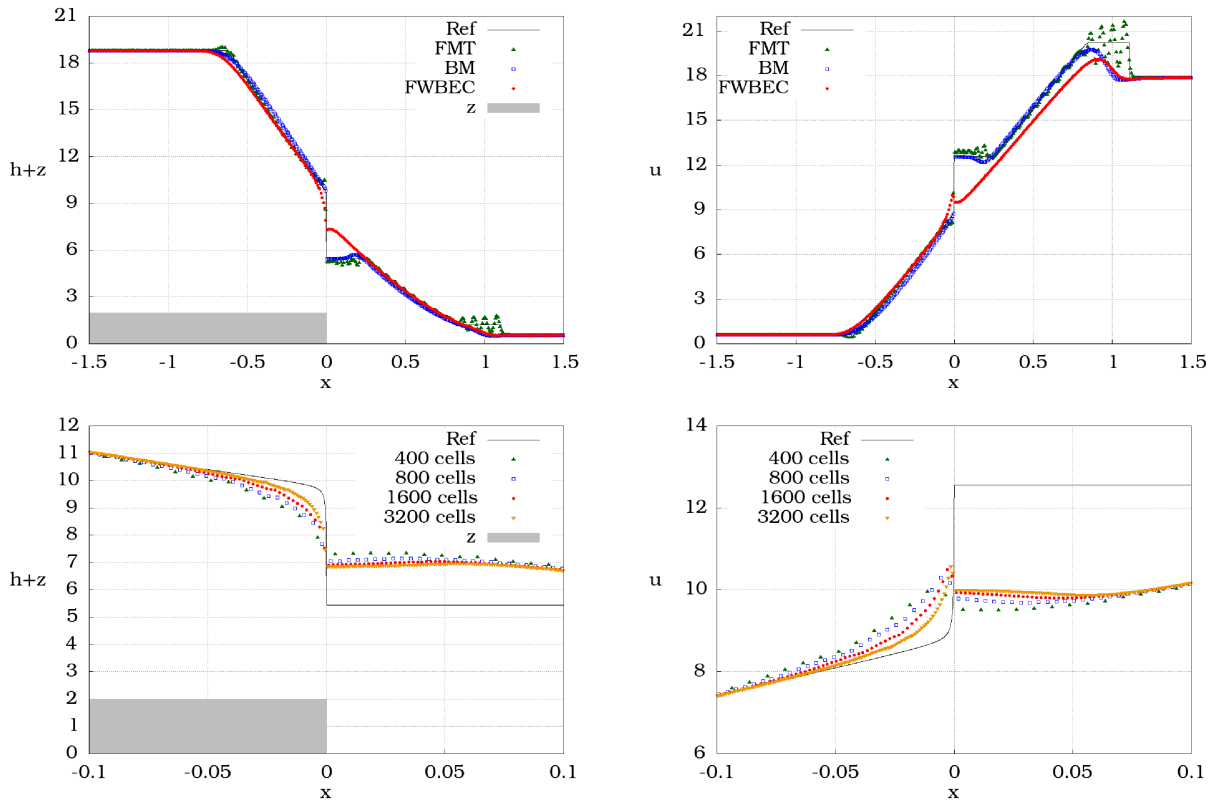 21
18
15
12
9
6
3
0
h+z
Ref
FMT
BM
FWBEC
z
-1.5 -1 -0.5 0 0.5 1 1.5
x
21
18
15
12
9
6
3
0
u
Ref
FMT
BM
FWBEC
-1.5 -1 -0.5 0 0.5 1 1.5
x
12
11
10
9
8
7
6
5
4
3
2
1
0
h+z
Ref
400 cells
800 cells
1600 cells
3200 cells
z
-0.1 -0.05 0 0.05 0.1
x
14
12
10
8
6
u
Ref
400 cells
800 cells
1600 cells
3200 cells
-0.1 -0.05 0 0.05 0.1
x